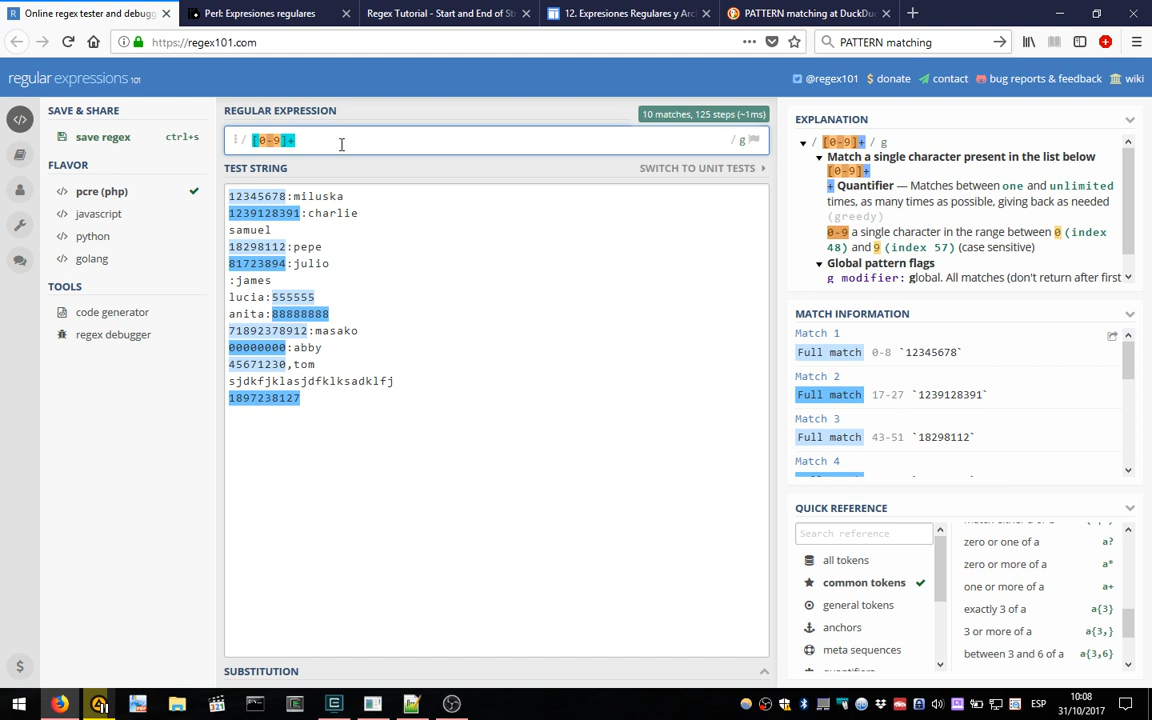 Online regex tester and debugg
Perl: Expresiones regulares
Regex Tutorial - Start and End of St
12. Expresiones Regulares y Arc
PATTERN matching at DuckDu
https://regex101.com
PATTERN matching
regular expressions 101
@regex101
$ donate
contact
bug reports & feedback
wiki
SAVE & SHARE
save regex
ctrl+s
FLAVOR
</> pcre (php)
</> javascript
</> python
</> golang
TOOLS
code generator
regex debugger
REGULAR EXPRESSION
10 matches, 125 steps (~1ms)
/ [0-9]+
/ g
TEST STRING
SWITCH TO UNIT TESTS
12345678:miluska
1239128391:charlie
samuel
18298112:pepe
81723894:julio
:james
lucia:555555
anita:88888888
71892378912:masako
00000000:abby
45671230,tom
sjdkfjklasjdfklksadklfj
1897238127
SUBSTITUTION
EXPLANATION
/ [0-9]+ / g
Match a single character present in the list below
[0-9]+
+ Quantifier — Matches between one and unlimited
times, as many times as possible, giving back as needed
(greedy)
0-9 a single character in the range between 0 (index
48) and 9 (index 57) (case sensitive)
Global pattern flags
g modifier: global. All matches (don't return after first
MATCH INFORMATION
Match 1
Full match 0-8 `12345678`
Match 2
Full match 17-27 `1239128391`
Match 3
Full match 43-51 `18298112`
Match 4
QUICK REFERENCE
Search reference
all tokens
common tokens
general tokens
anchors
meta sequences
zero or one of a a?
zero or more of a a*
one or more of a a+
exactly 3 of a a{3}
3 or more of a a{3,}
between 3 and 6 of a a{3,6}
$
ESP
10:08
31/10/2017